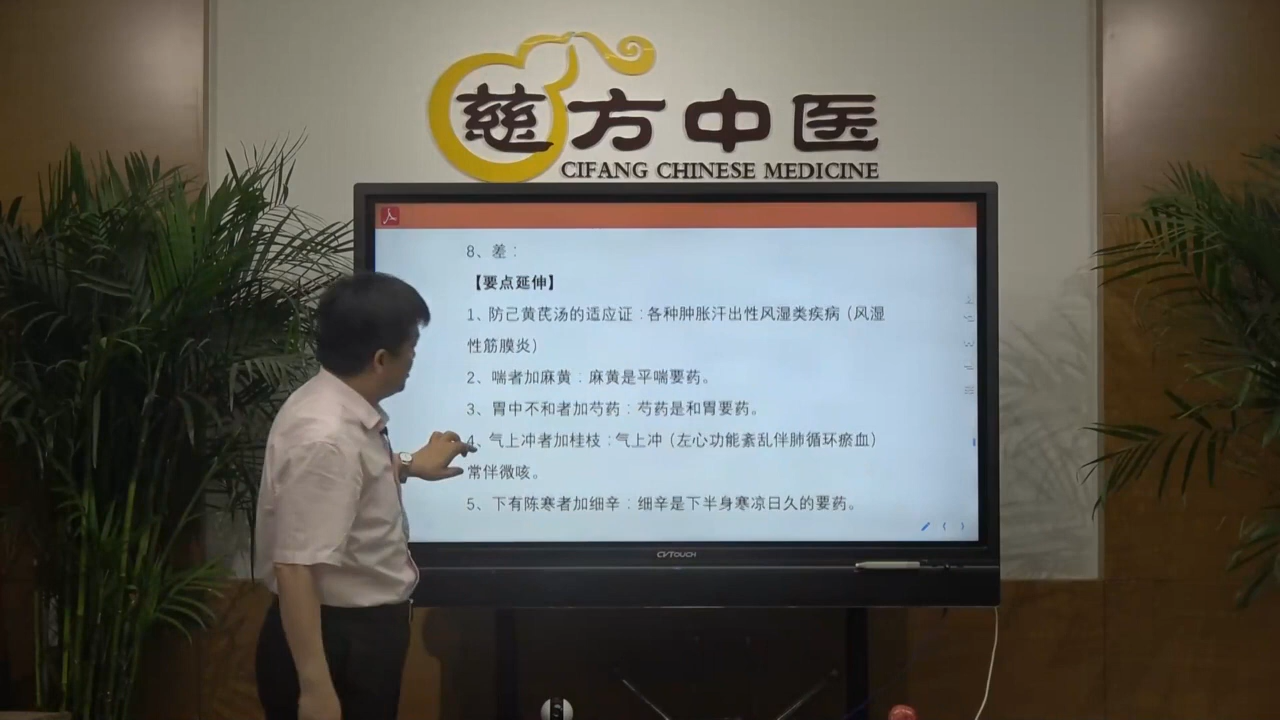 慈方中医
CIFANG CHINESE MEDICINE
8、差：
【要点延伸】
1、防己黄芪汤的适应证：各种肿胀汗出性风湿类疾病（风湿
性筋膜炎）
2、喘者加麻黄：麻黄是平喘要药。
3、胃中不和者加芍药：芍药是和胃要药。
4、气上冲者加桂枝：气上冲（左心功能紊乱伴肺循环瘀血）
常伴微咳。
5、下有陈寒者加细辛：细辛是下半身寒凉日久的要药。
CVTOUCH